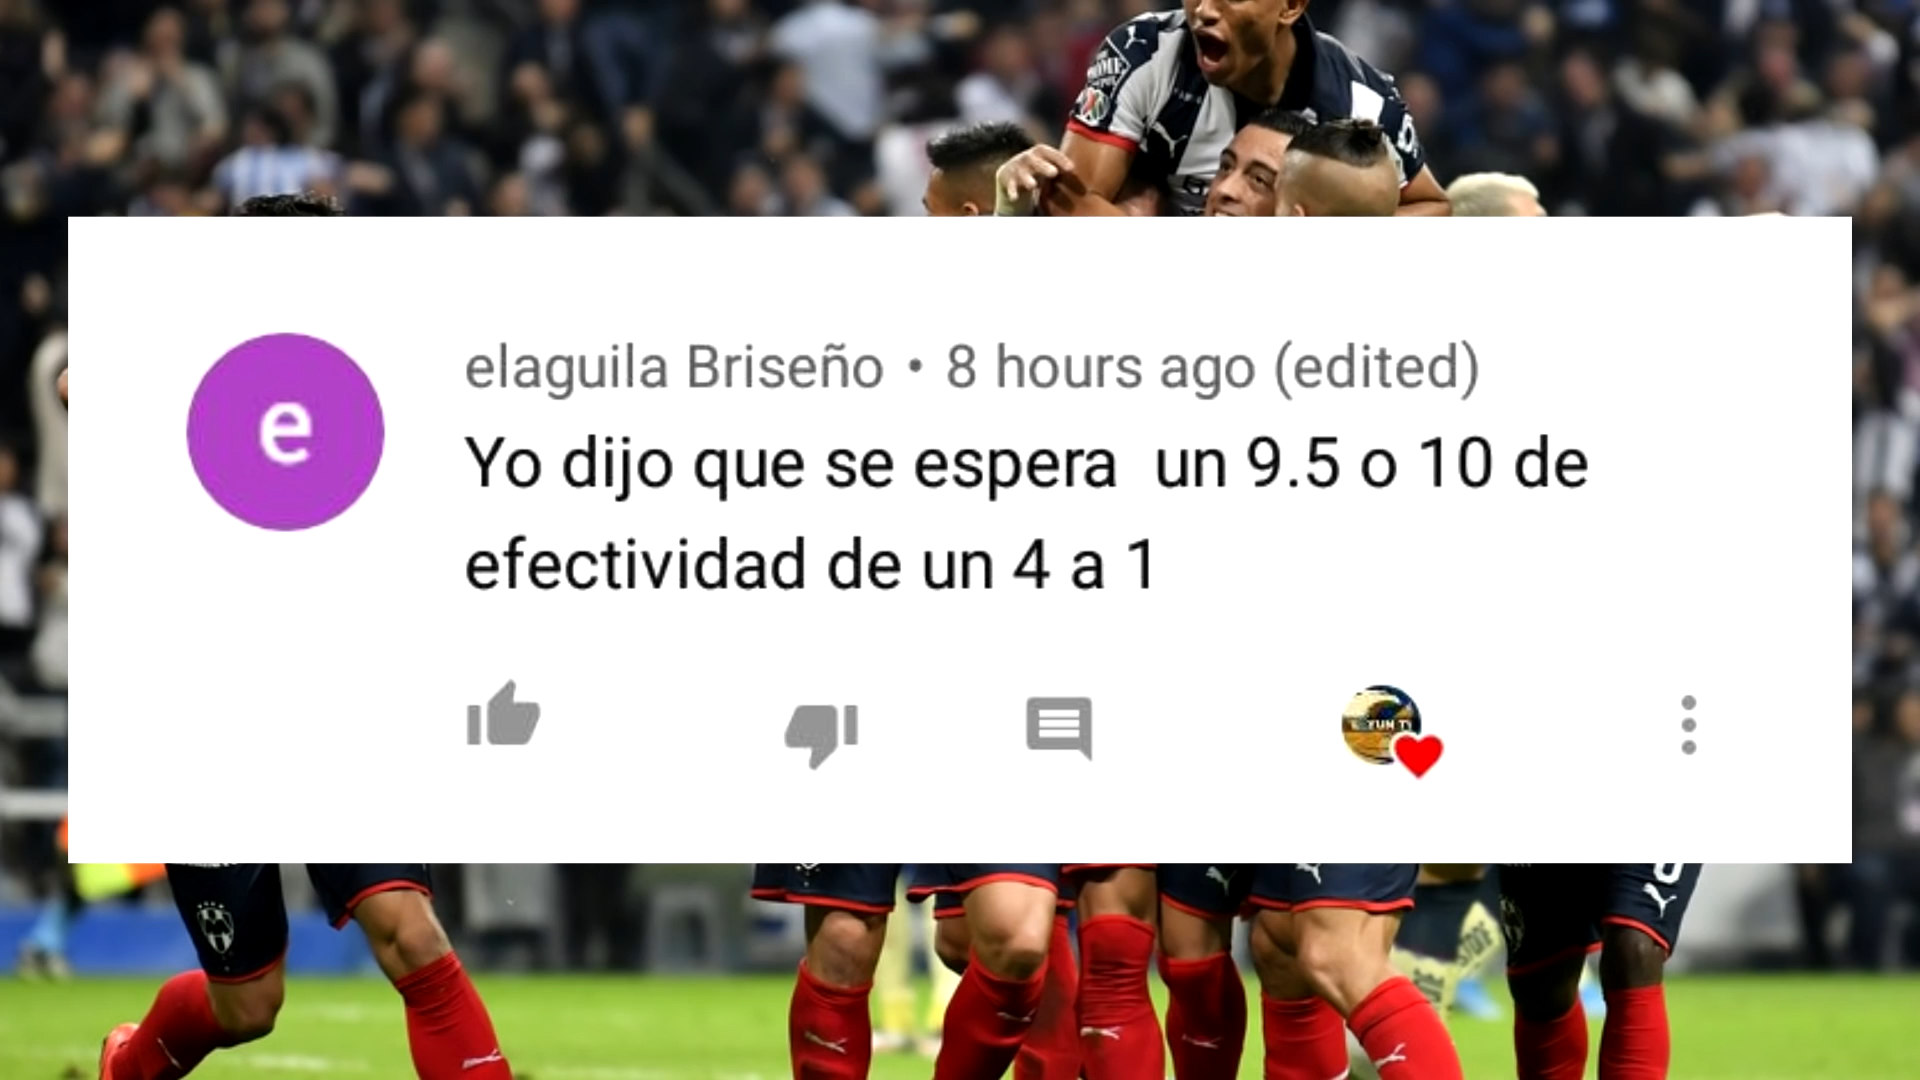 e
elaguila Briseño • 8 hours ago (edited)
Yo dijo que se espera  un 9.5 o 10 de
efectividad de un 4 a 1